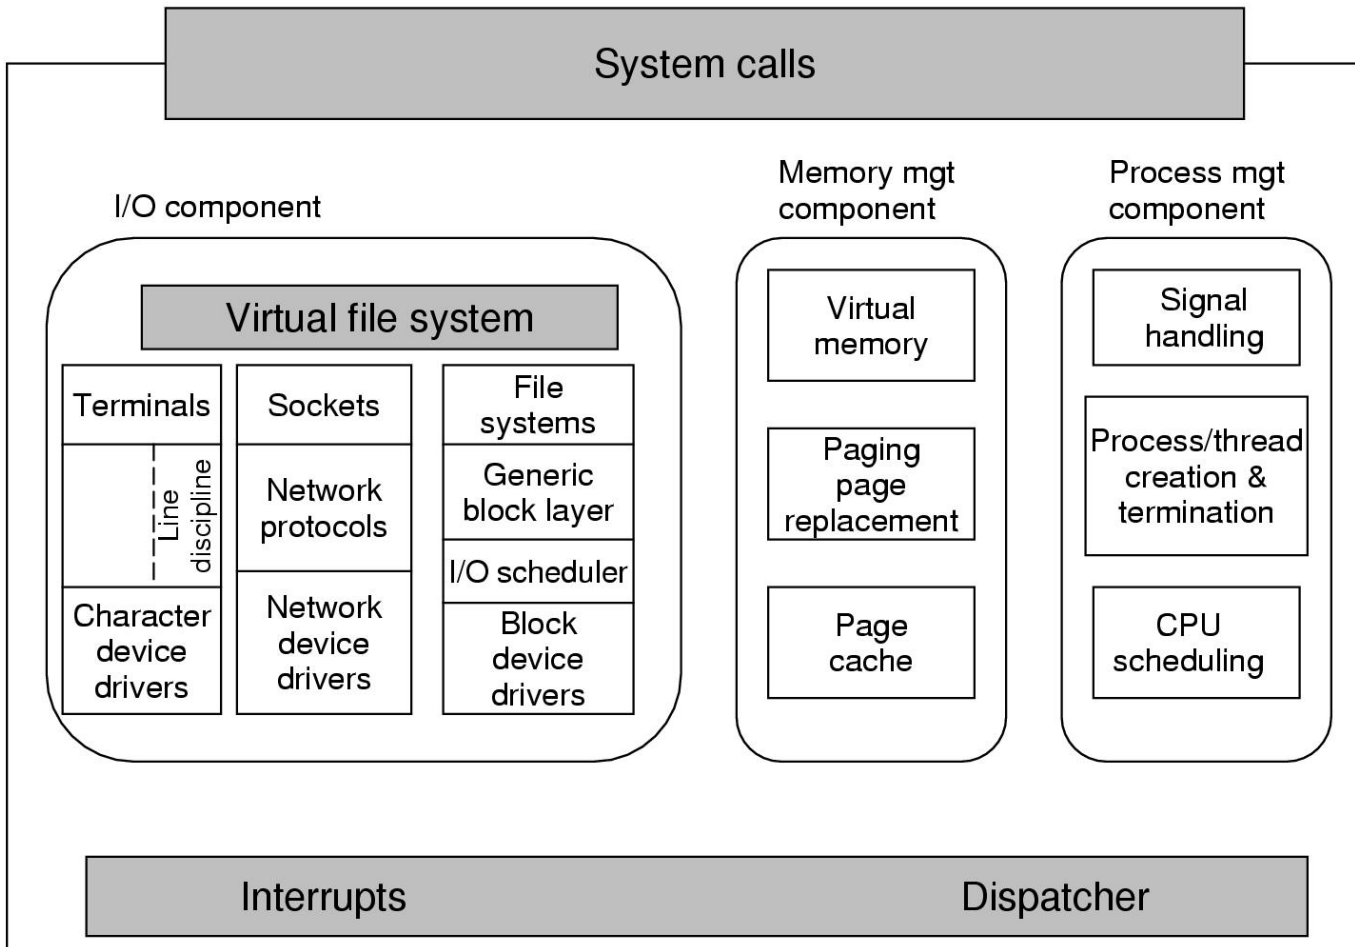 System calls
I/O component
Virtual file system
Terminals
Line
discipline
Character
device
drivers
Sockets
Network
protocols
Network
device
drivers
File
systems
Generic
block layer
I/O scheduler
Block
device
drivers
Memory mgt
component
Virtual
memory
Paging
page
replacement
Page
cache
Process mgt
component
Signal
handling
Process/thread
creation &
termination
CPU
scheduling
Interrupts
Dispatcher